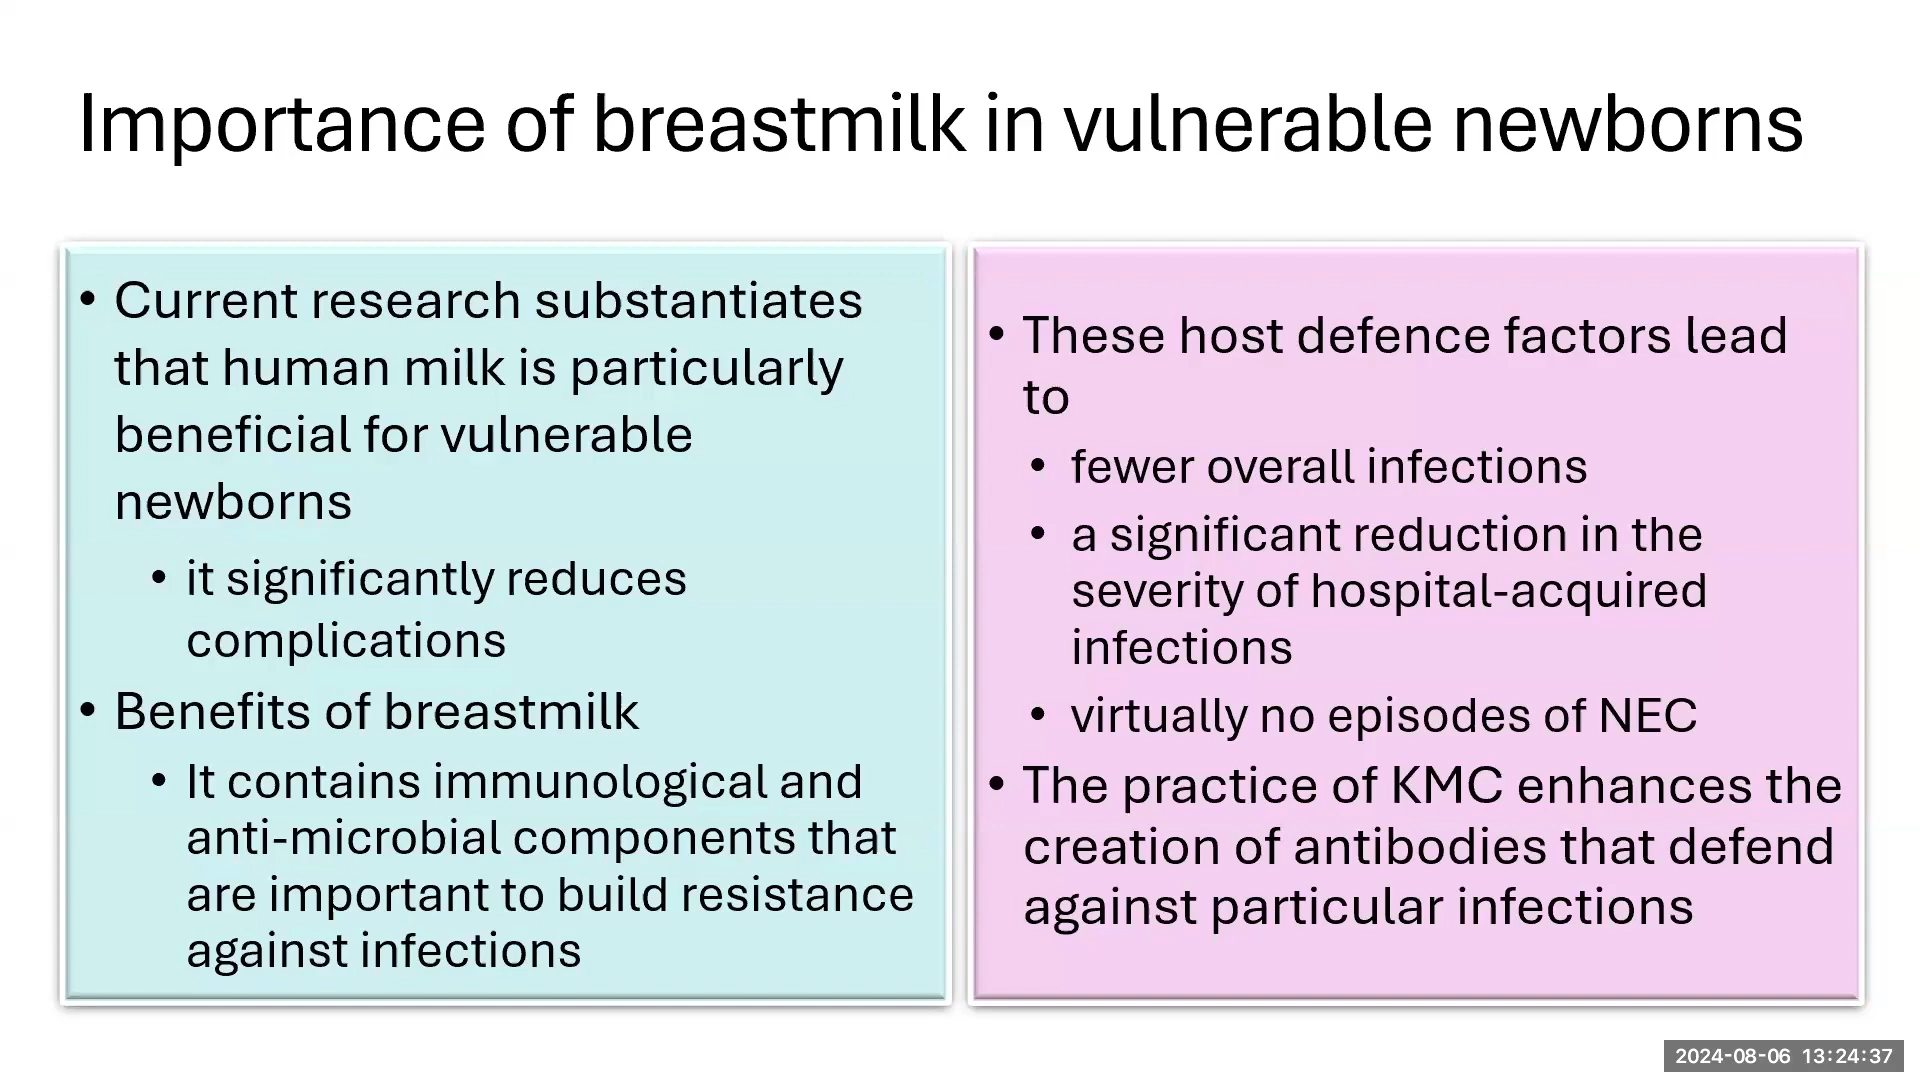 Importance of breastmilk in vulnerable newborns
• Current research substantiates
that human milk is particularly
beneficial for vulnerable
newborns
• it significantly reduces
complications
• Benefits of breastmilk
• It contains immunological and
anti-microbial components that
are important to build resistance
against infections
• These host defence factors lead
to
• fewer overall infections
• a significant reduction in the
severity of hospital-acquired
infections
• virtually no episodes of NEC
• The practice of KMC enhances the
creation of antibodies that defend
against particular infections
2024-08-06 13:24:37